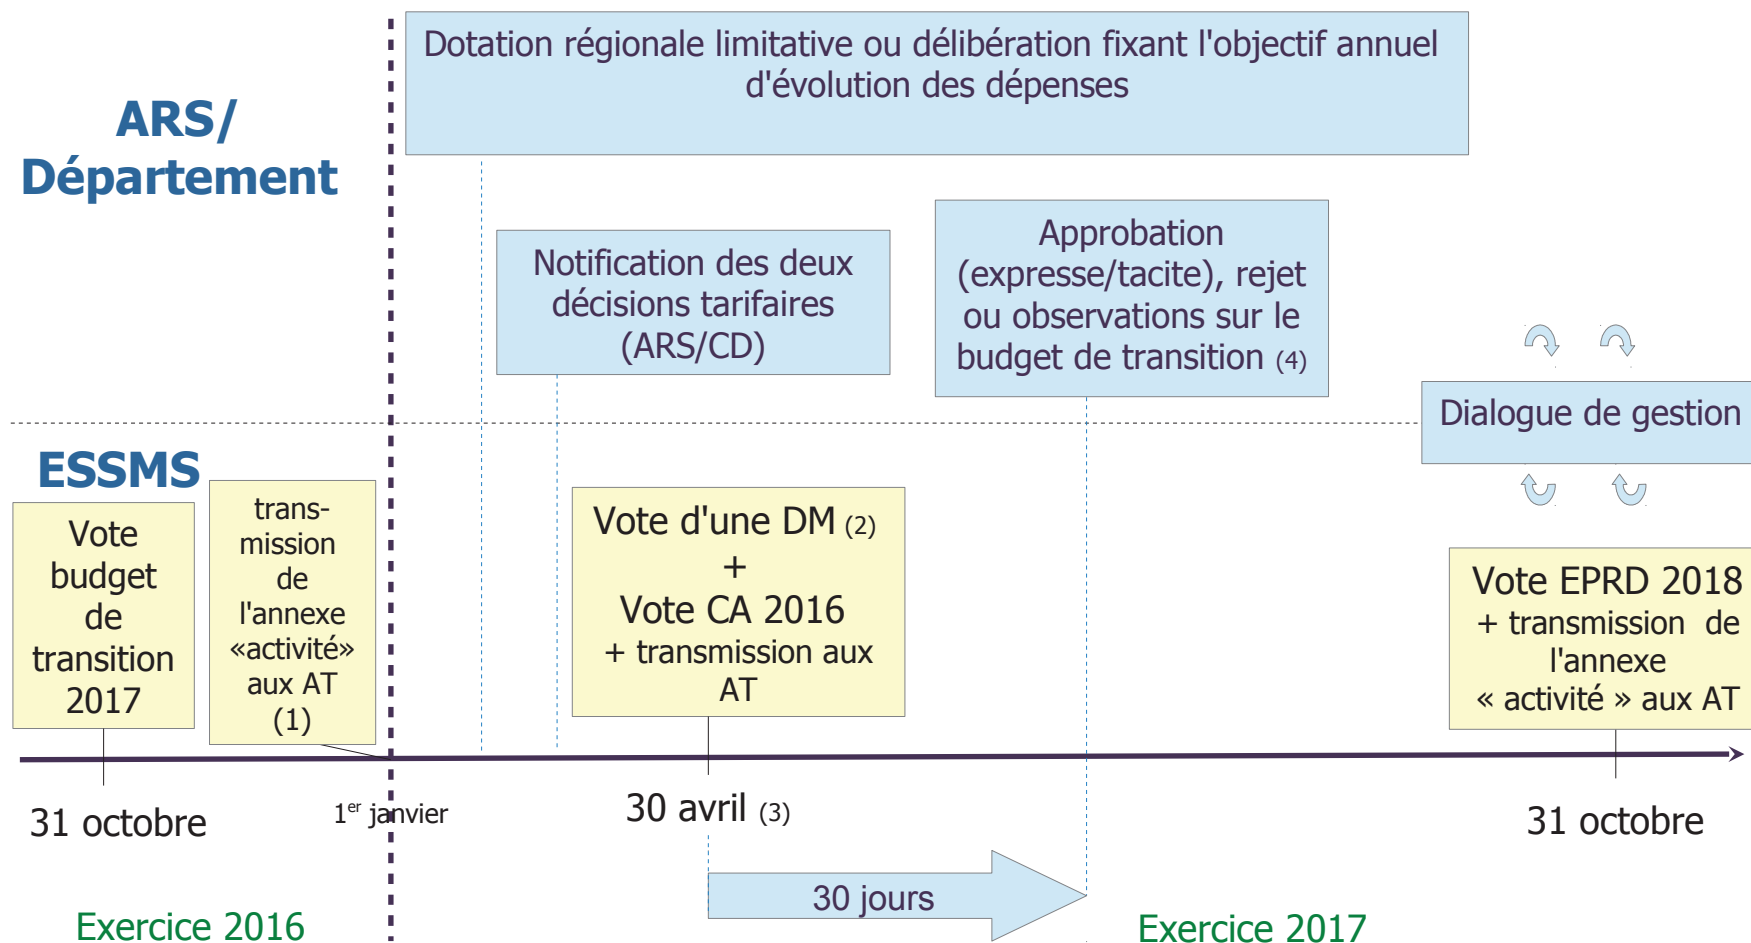 Dotation régionale limitative ou délibération fixant l'objectif annuel
d'évolution des dépenses
ARS/
Département
Notification des deux
décisions tarifaires
(ARS/CD)
Approbation
(expresse/tacite), rejet
ou observations sur le
budget de transition (4)
Dialogue de gestion
ESSMS
Vote
budget
de
transition
2017
trans-
mission
de
l'annexe
«activité»
aux AT
(1)
Vote d'une DM (2)
+
Vote CA 2016
+ transmission aux
AT
Vote EPRD 2018
+ transmission de
l'annexe
« activité » aux AT
31 octobre
1er janvier
30 avril (3)
31 octobre
30 jours
Exercice 2016
Exercice 2017